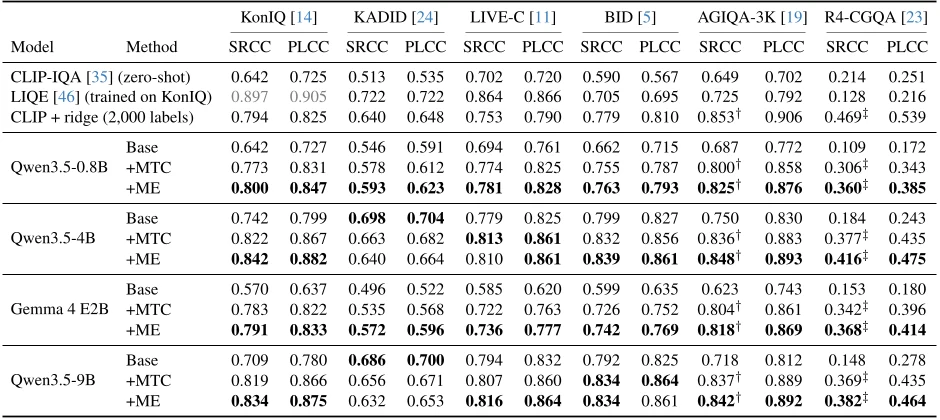 KonIQ [14] KADID [24] LIVE-C [11] BID [5] AGIQA-3K [19] R4-CGQA [23]
Model Method SRCC PLCC SRCC PLCC SRCC PLCC SRCC PLCC SRCC PLCC SRCC PLCC
CLIP-IQA [35] (zero-shot) 0.642 0.725 0.513 0.535 0.702 0.720 0.590 0.567 0.649 0.702 0.214 0.251
LIQE [46] (trained on KonIQ) 0.897 0.905 0.722 0.722 0.864 0.866 0.705 0.695 0.725 0.792 0.128 0.216
CLIP + ridge (2,000 labels) 0.794 0.825 0.640 0.648 0.753 0.790 0.779 0.810 0.853† 0.906 0.469‡ 0.539
Base 0.642 0.727 0.546 0.591 0.694 0.761 0.662 0.715 0.687 0.772 0.109 0.172
Qwen3.5-0.8B +MTC 0.773 0.831 0.578 0.612 0.774 0.825 0.755 0.787 0.800† 0.858 0.306‡ 0.343
+ME 0.800 0.847 0.593 0.623 0.781 0.828 0.763 0.793 0.825† 0.876 0.360‡ 0.385
Base 0.742 0.799 0.698 0.704 0.779 0.825 0.799 0.827 0.750 0.830 0.184 0.243
Qwen3.5-4B +MTC 0.822 0.867 0.663 0.682 0.813 0.861 0.832 0.856 0.836† 0.883 0.377‡ 0.435
+ME 0.842 0.882 0.640 0.664 0.810 0.861 0.839 0.861 0.848† 0.893 0.416‡ 0.475
Base 0.570 0.637 0.496 0.522 0.585 0.620 0.599 0.635 0.623 0.743 0.153 0.180
Gemma 4 E2B +MTC 0.783 0.822 0.535 0.568 0.722 0.763 0.726 0.752 0.804† 0.861 0.342‡ 0.396
+ME 0.791 0.833 0.572 0.596 0.736 0.777 0.742 0.769 0.818† 0.869 0.368‡ 0.414
Base 0.709 0.780 0.686 0.700 0.794 0.832 0.792 0.825 0.718 0.812 0.148 0.278
Qwen3.5-9B +MTC 0.819 0.866 0.656 0.671 0.807 0.860 0.834 0.864 0.837† 0.889 0.369‡ 0.435
+ME 0.834 0.875 0.632 0.653 0.816 0.864 0.834 0.861 0.842† 0.892 0.382‡ 0.464